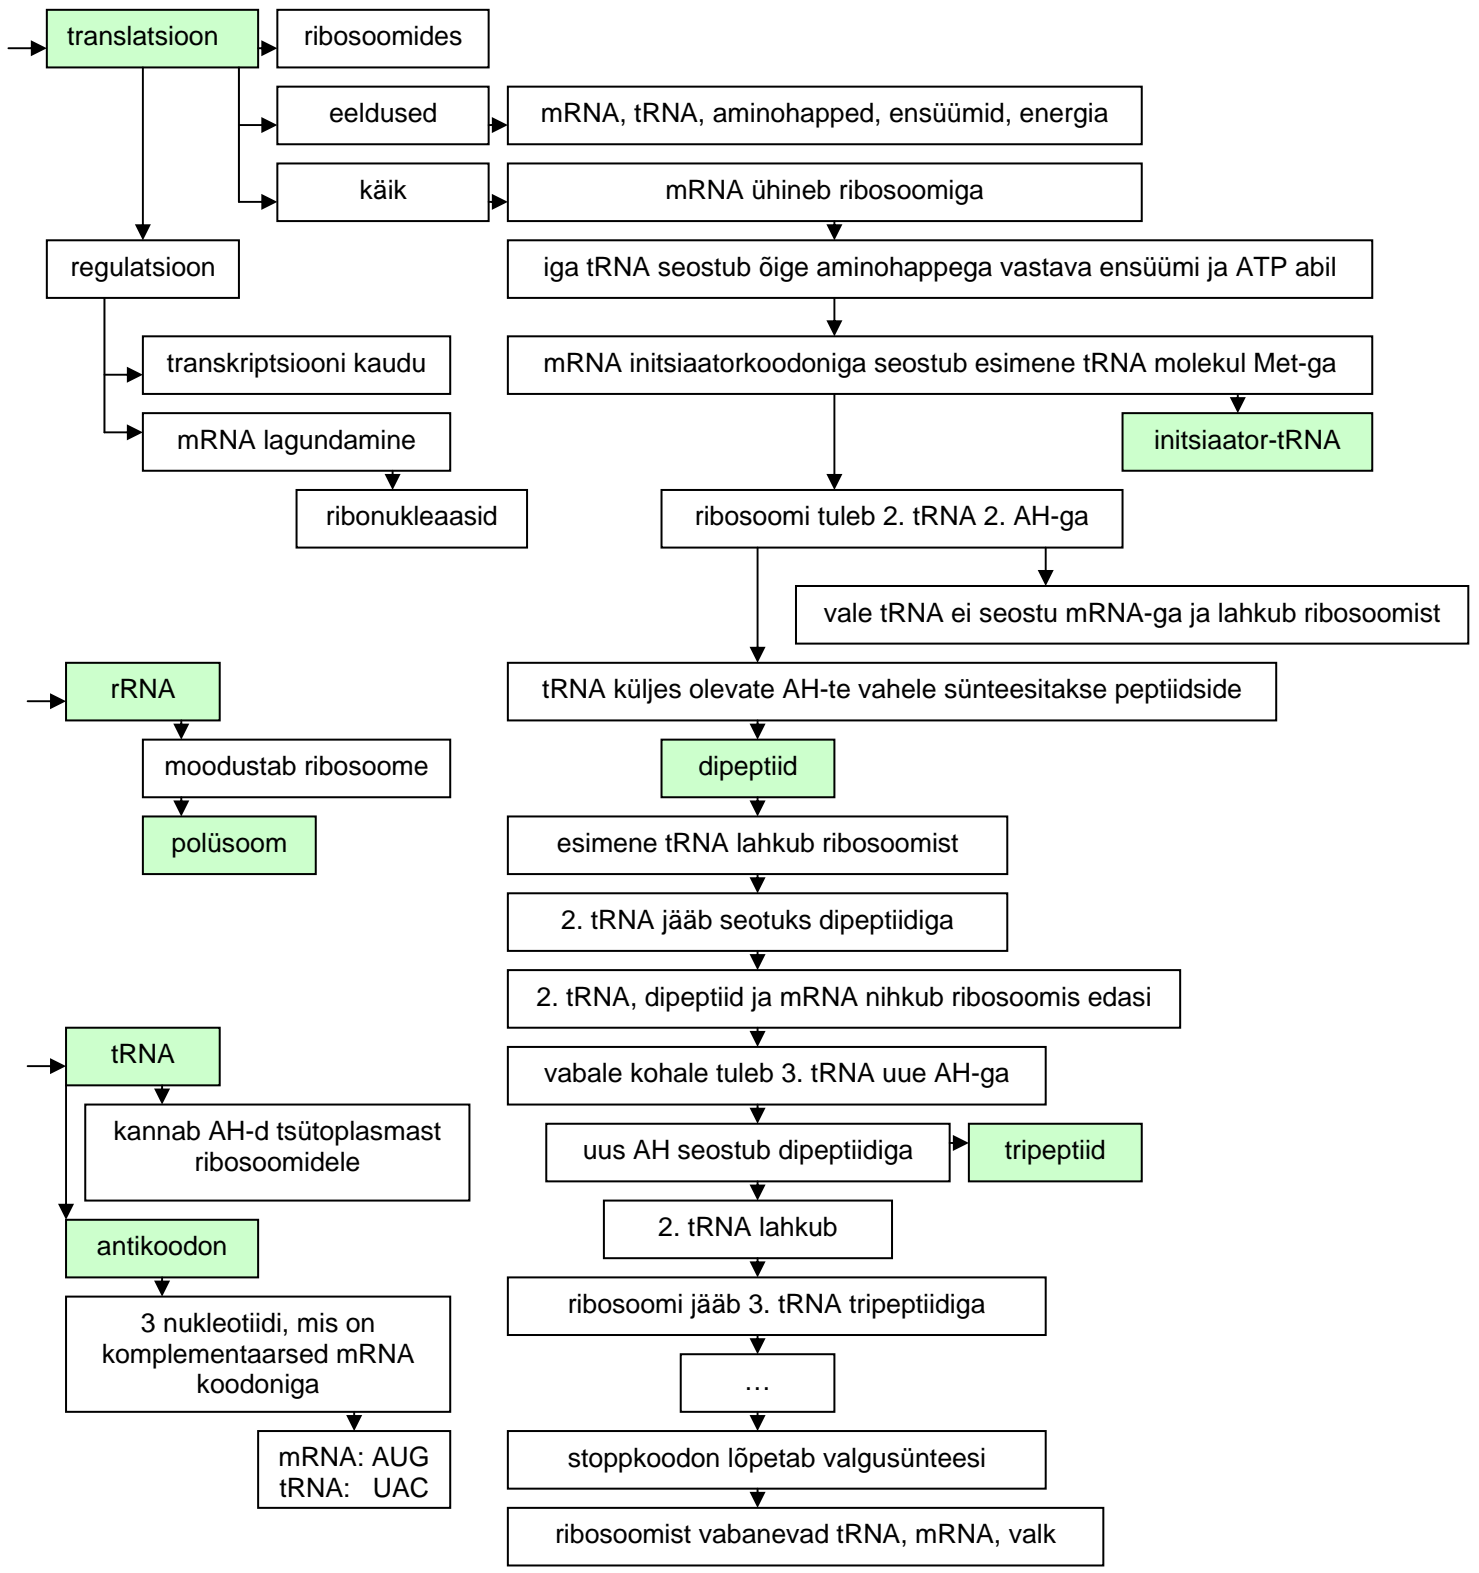 translatsioon
ribosoomides
eeldused
mRNA, tRNA, aminohapped, ensüümid, energia
käik
mRNA ühineb ribosoomiga
regulatsioon
iga tRNA seostub õige aminohappega vastava ensüümi ja ATP abil
transkriptsiooni kaudu
mRNA initsiaatorkoodoniga seostub esimene tRNA molekul Met-ga
mRNA lagundamine
initsiaator-tRNA
ribonukleaasid
ribosoomi tuleb 2. tRNA 2. AH-ga
vale tRNA ei seostu mRNA-ga ja lahkub ribosoomist
rRNA
tRNA küljes olevate AH-te vahele sünteesitakse peptiidside
moodustab ribosoome
dipeptiid
polüsoom
esimene tRNA lahkub ribosoomist
2. tRNA jääb seotuks dipeptiidiga
2. tRNA, dipeptiid ja mRNA nihkub ribosoomis edasi
tRNA
vabale kohale tuleb 3. tRNA uue AH-ga
kannab AH-d tsütoplasmast
ribosoomidele
uus AH seostub dipeptiidiga
tripeptiid
2. tRNA lahkub
antikoodon
ribosoomi jääb 3. tRNA tripeptiidiga
3 nukleotiidi, mis on
komplementaarsed mRNA
koodoniga
…
mRNA: AUG
tRNA: UAC
stoppkoodon lõpetab valgusünteesi
ribosoomist vabanevad tRNA, mRNA, valk